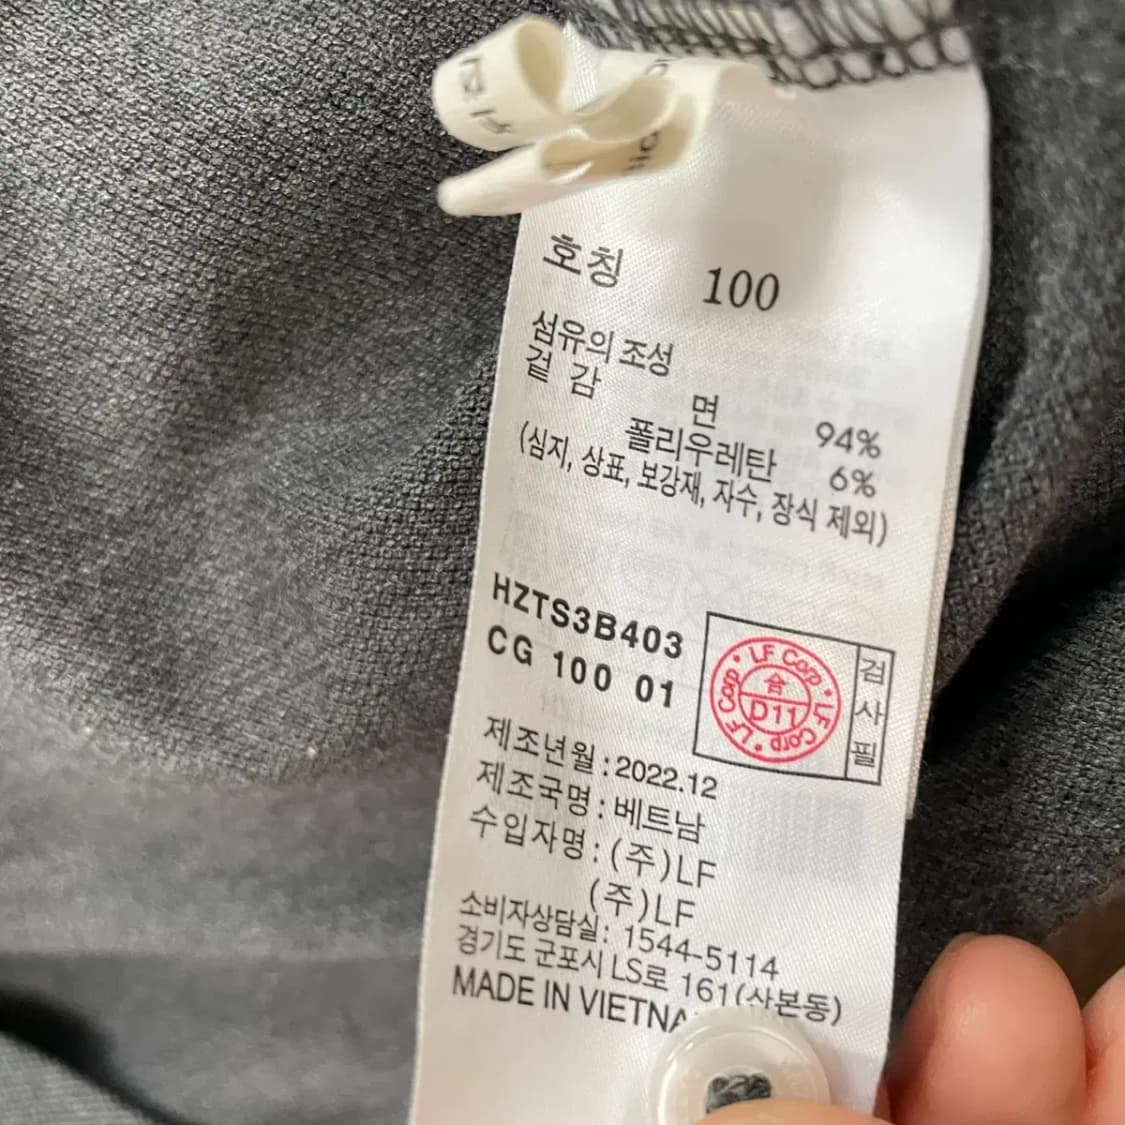 호칭 100
섬유의 조성
겉 감
면 94%
폴리우레탄 6%
(심지, 상표, 보강재, 자수, 장식 제외)
HZTS3B403
CG 100 01
LF Corp • LF Corp • LF Corp •
合
D11
검사필
제조년월 : 2022.12
제조국명 : 베트남
수입자명 : (주)LF
(주)LF
소비자상담실: 1544-5114
경기도 군포시 LS로 161(산본동)
MADE IN VIETNA